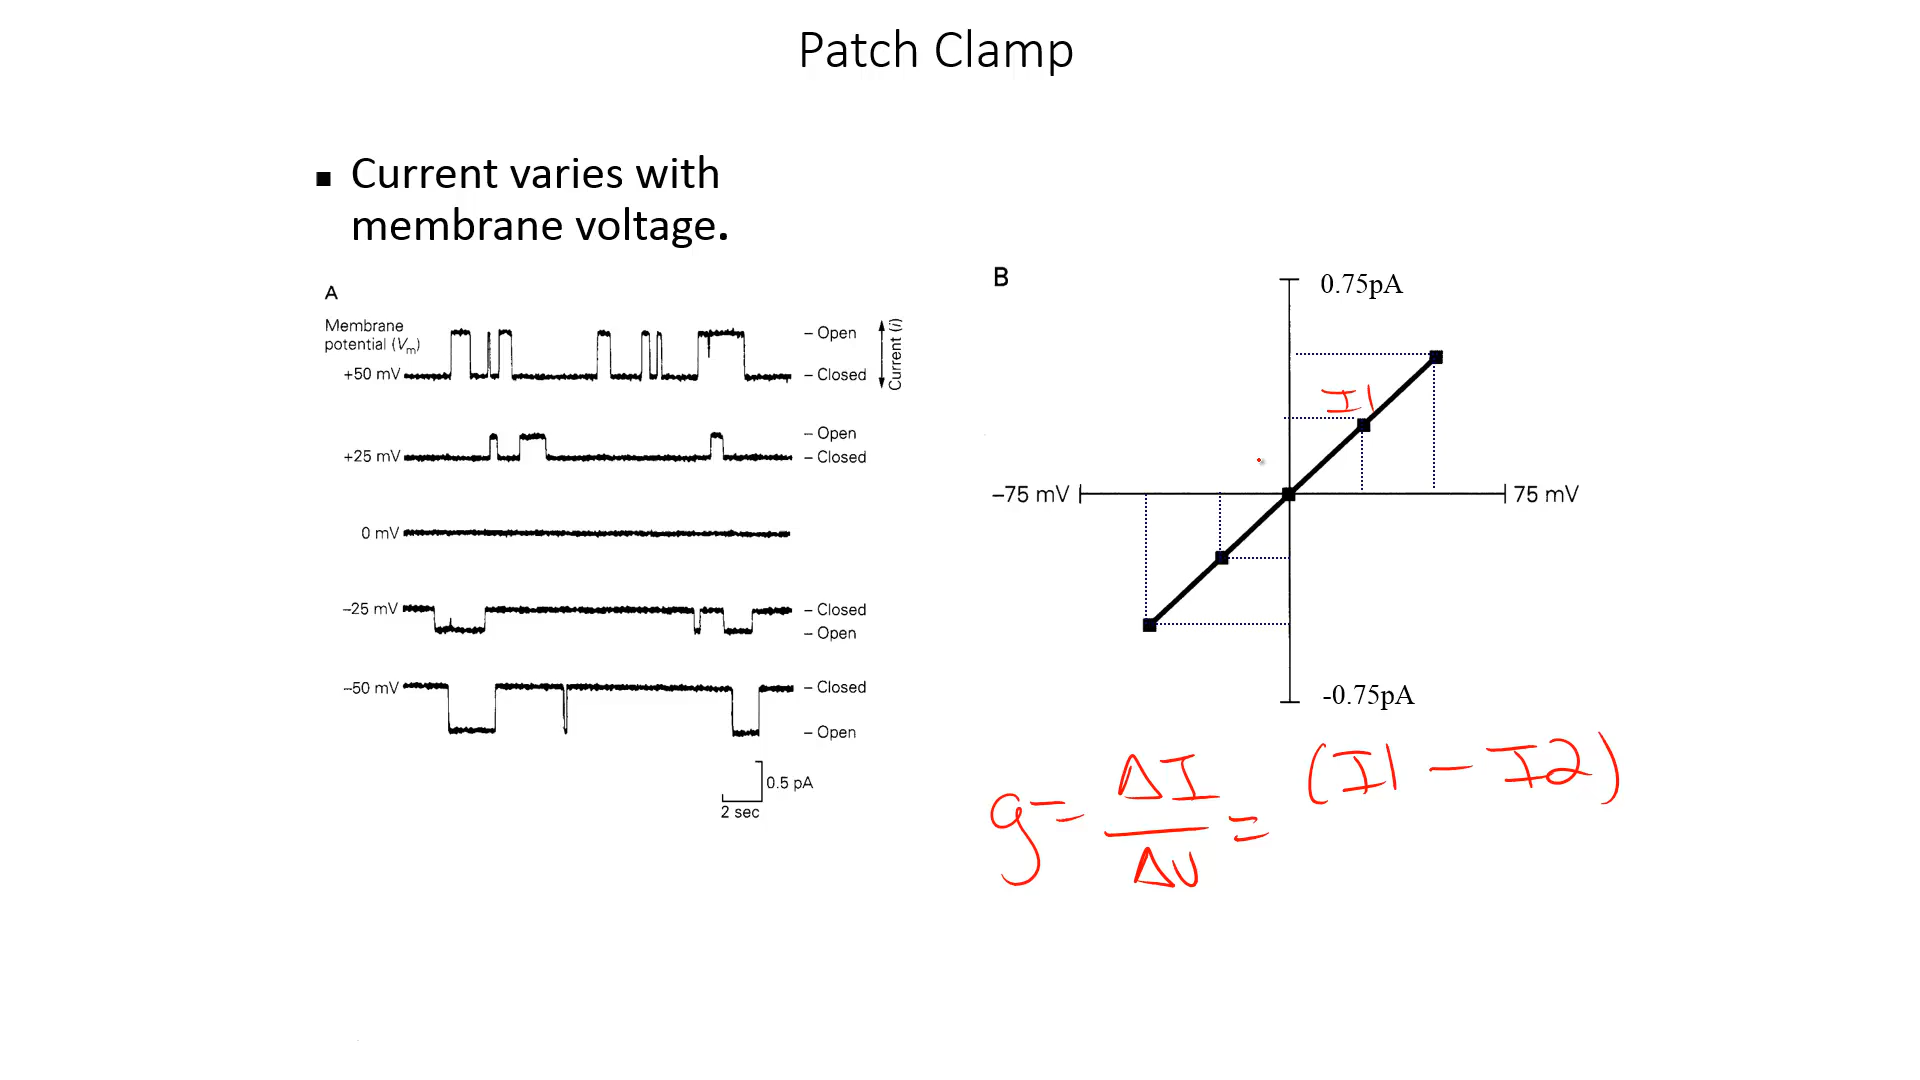 Patch Clamp
▪ Current varies with
membrane voltage.
A
Membrane
potential (Vm)
+50 mV
– Open
– Closed
Current (i)
+25 mV
– Open
– Closed
0 mV
–25 mV
– Closed
– Open
–50 mV
– Closed
– Open
0.5 pA
2 sec
B
0.75pA
I1
–75 mV
75 mV
-0.75pA
g = ΔI / ΔV = (I1 - I2)